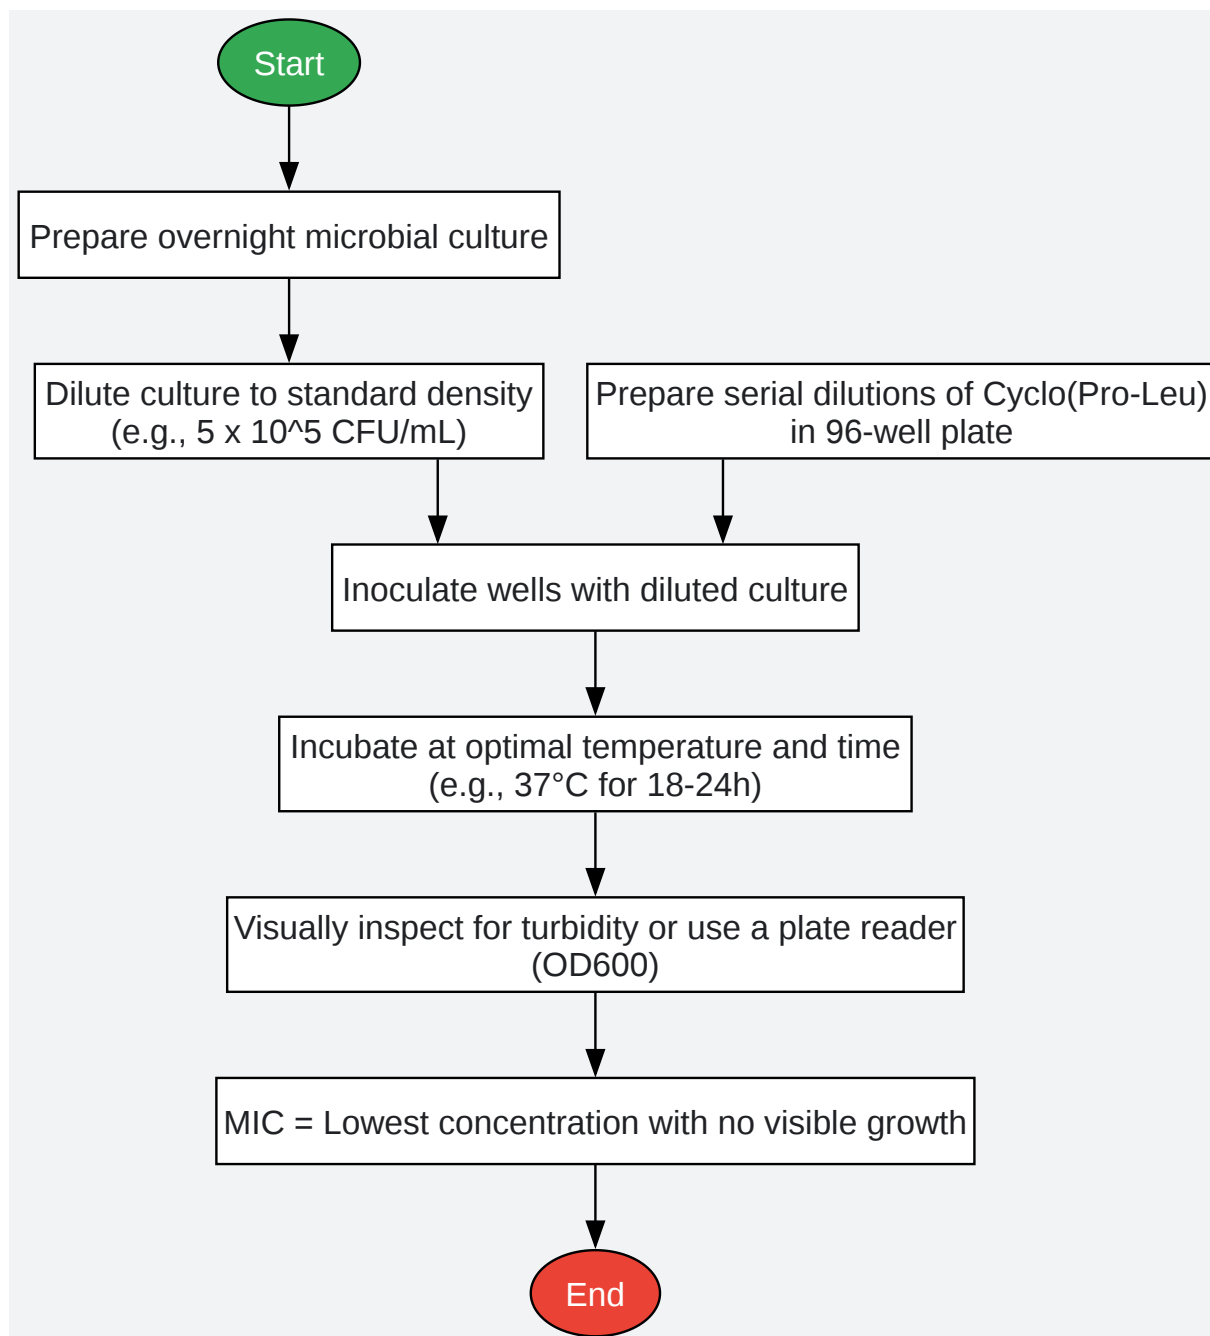 Start
Prepare overnight microbial culture
Dilute culture to standard density
(e.g., 5 x 10^5 CFU/mL)
Prepare serial dilutions of Cyclo(Pro-Leu)
in 96-well plate
Inoculate wells with diluted culture
Incubate at optimal temperature and time
(e.g., 37°C for 18-24h)
Visually inspect for turbidity or use a plate reader
(OD600)
MIC = Lowest concentration with no visible growth
End